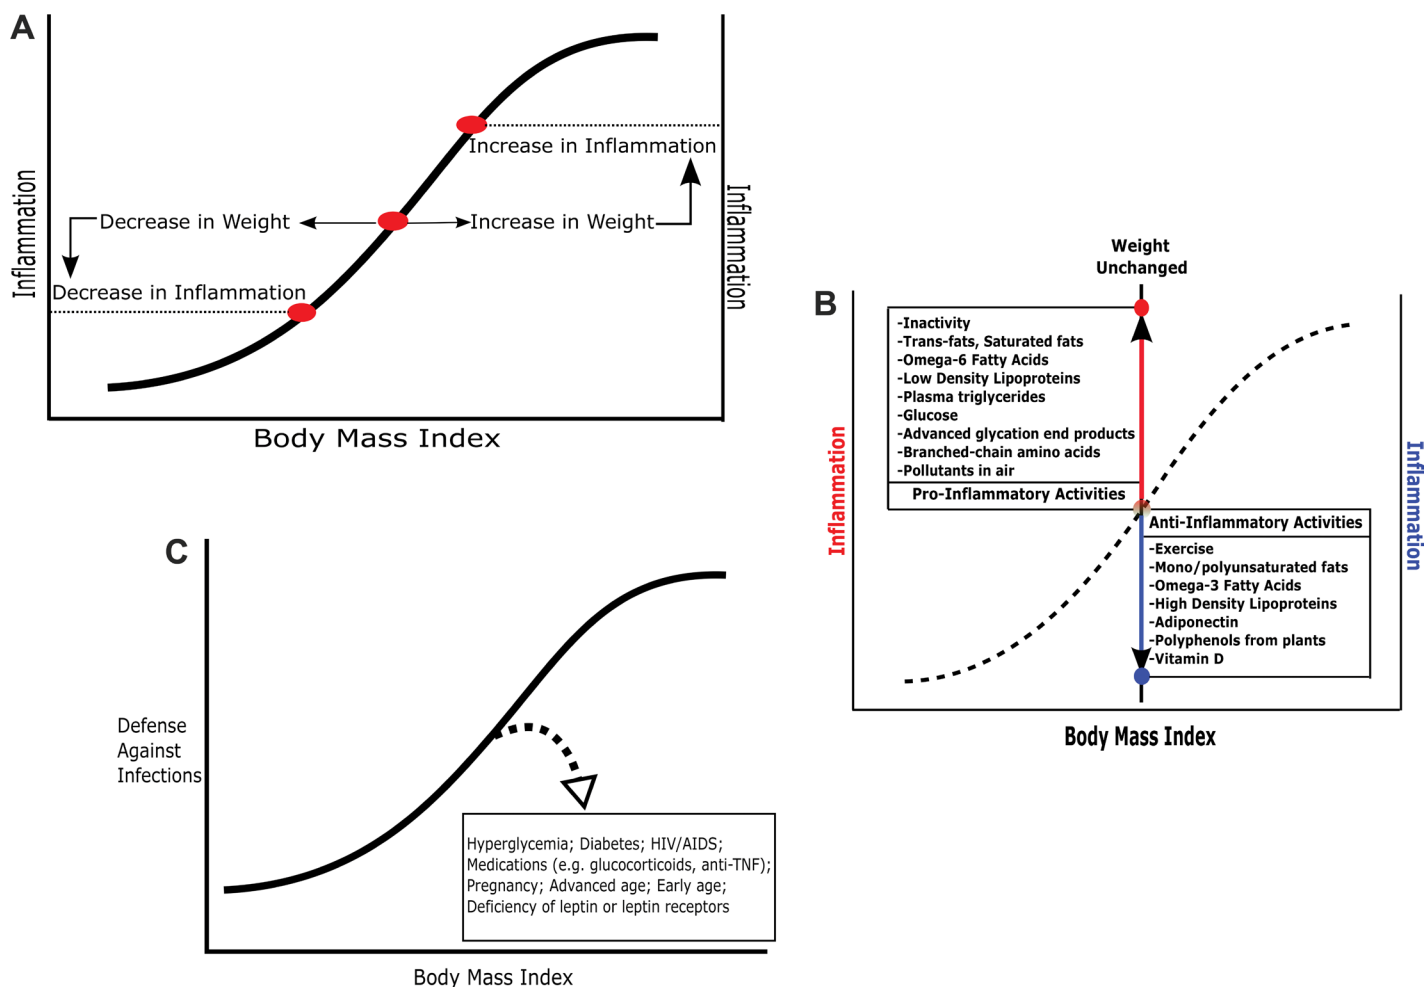 A
Inflammation
Increase in Inflammation
Decrease in Weight
Increase in Weight
Decrease in Inflammation
Inflammation
Body Mass Index
B
Weight
Unchanged
-Inactivity
-Trans-fats, Saturated fats
-Omega-6 Fatty Acids
-Low Density Lipoproteins
-Plasma triglycerides
-Glucose
-Advanced glycation end products
-Branched-chain amino acids
-Pollutants in air
Pro-Inflammatory Activities
Inflammation
Anti-Inflammatory Activities
-Exercise
-Mono/polyunsaturated fats
-Omega-3 Fatty Acids
-High Density Lipoproteins
-Adiponectin
-Polyphenols from plants
-Vitamin D
Inflammation
Body Mass Index
C
Defense
Against
Infections
Hyperglycemia; Diabetes; HIV/AIDS;
Medications (e.g. glucocorticoids, anti-TNF);
Pregnancy; Advanced age; Early age;
Deficiency of leptin or leptin receptors
Body Mass Index